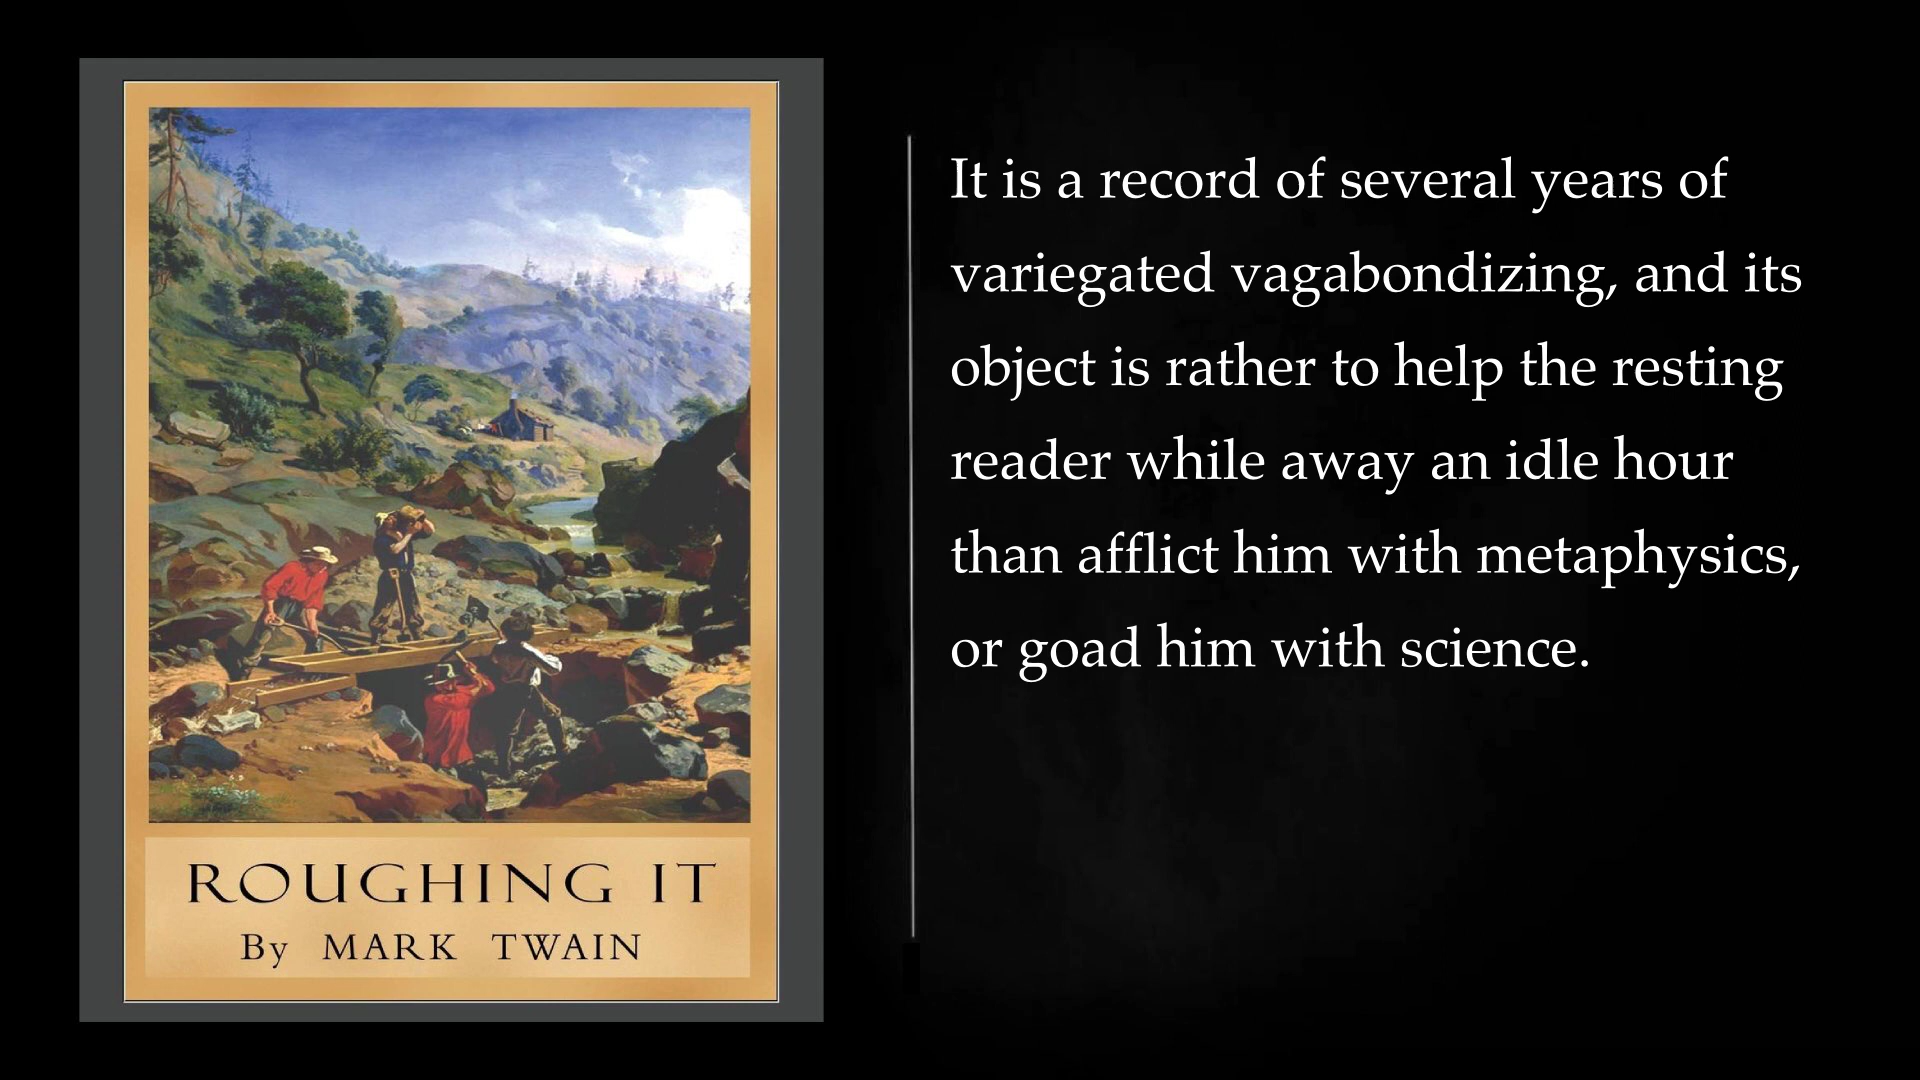 ROUGHING IT
By MARK TWAIN
It is a record of several years of
variegated vagabondizing, and its
object is rather to help the resting
reader while away an idle hour
than afflict him with metaphysics,
or goad him with science.